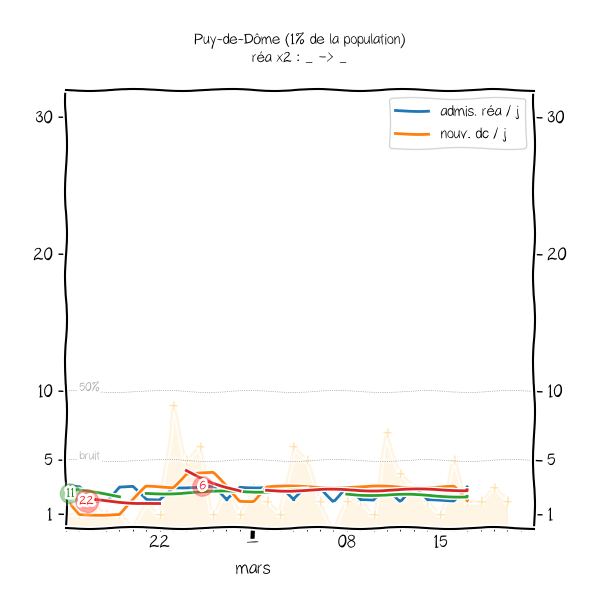 Puy-de-Dôme (1% de la population)
réa x2 : _ -> _
admis. réa / j
nouv. dc / j
30
30
20
20
50%
10
10
bruit
5
5
11
22
6
1
1
22
08
15
mars